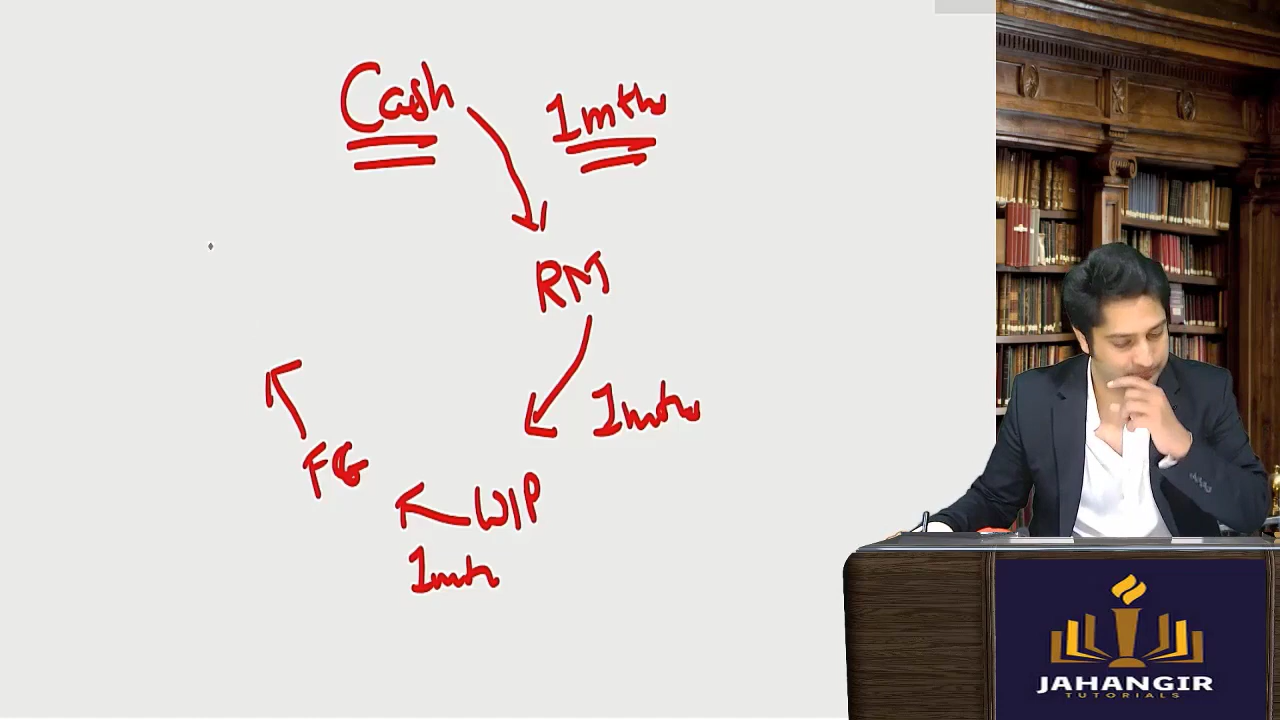 Cash
1mth
RM
1mth
WIP
1mth
FG
JAHANGIR
TUTORIALS